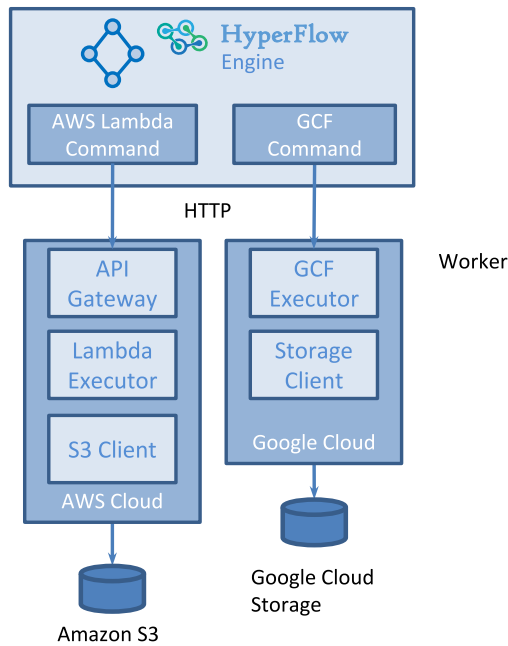 HyperFlow
Engine
AWS Lambda
Command
GCF
Command
HTTP
API
Gateway
Lambda
Executor
S3 Client
AWS Cloud
GCF
Executor
Storage
Client
Google Cloud
Worker
Amazon S3
Google Cloud
Storage